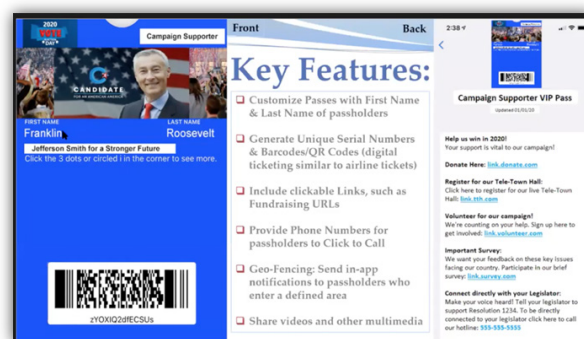 2020
VOTE
DAY
Campaign Supporter
CANDIDATE
FOR AN AMERICAN AMERICA
FIRST NAME
LAST NAME
Franklin
Roosevelt
Jefferson Smith for a Stronger Future
Click the 3 dots or circled i in the corner to see more.
zYOXIQ2dfECSUs
Front
Back
Key Features:
Customize Passes with First Name
& Last Name of passholders
Generate Unique Serial Numbers
& Barcodes/QR Codes (digital
ticketing similar to airline tickets)
Include clickable Links, such as
Fundraising URLs
Provide Phone Numbers for
passholders to Click to Call
Geo-Fencing: Send in-app
notifications to passholders who
enter a defined area
Share videos and other multimedia
2:38
Campaign Supporter VIP Pass
Updated 02/01/20
Help us win in 2020!
Your support is vital to our campaign!
Donate Here: link.donate.com
Register for our Tele-Town Hall:
Click here to register for our live Tele-Town
Hall: link.tth.com
Volunteer for our campaign!
We're counting on your help. Sign up here to
get involved: link.volunteer.com
Important Survey:
We want your feedback on these key issues
facing our country. Participate in our brief
survey: link.survey.com
Connect directly with your Legislator:
Make your voice heard! Tell your legislator to
support Resolution 1234. To be directly
connected to your legislator click here to call
our hotline: 555-555-5555